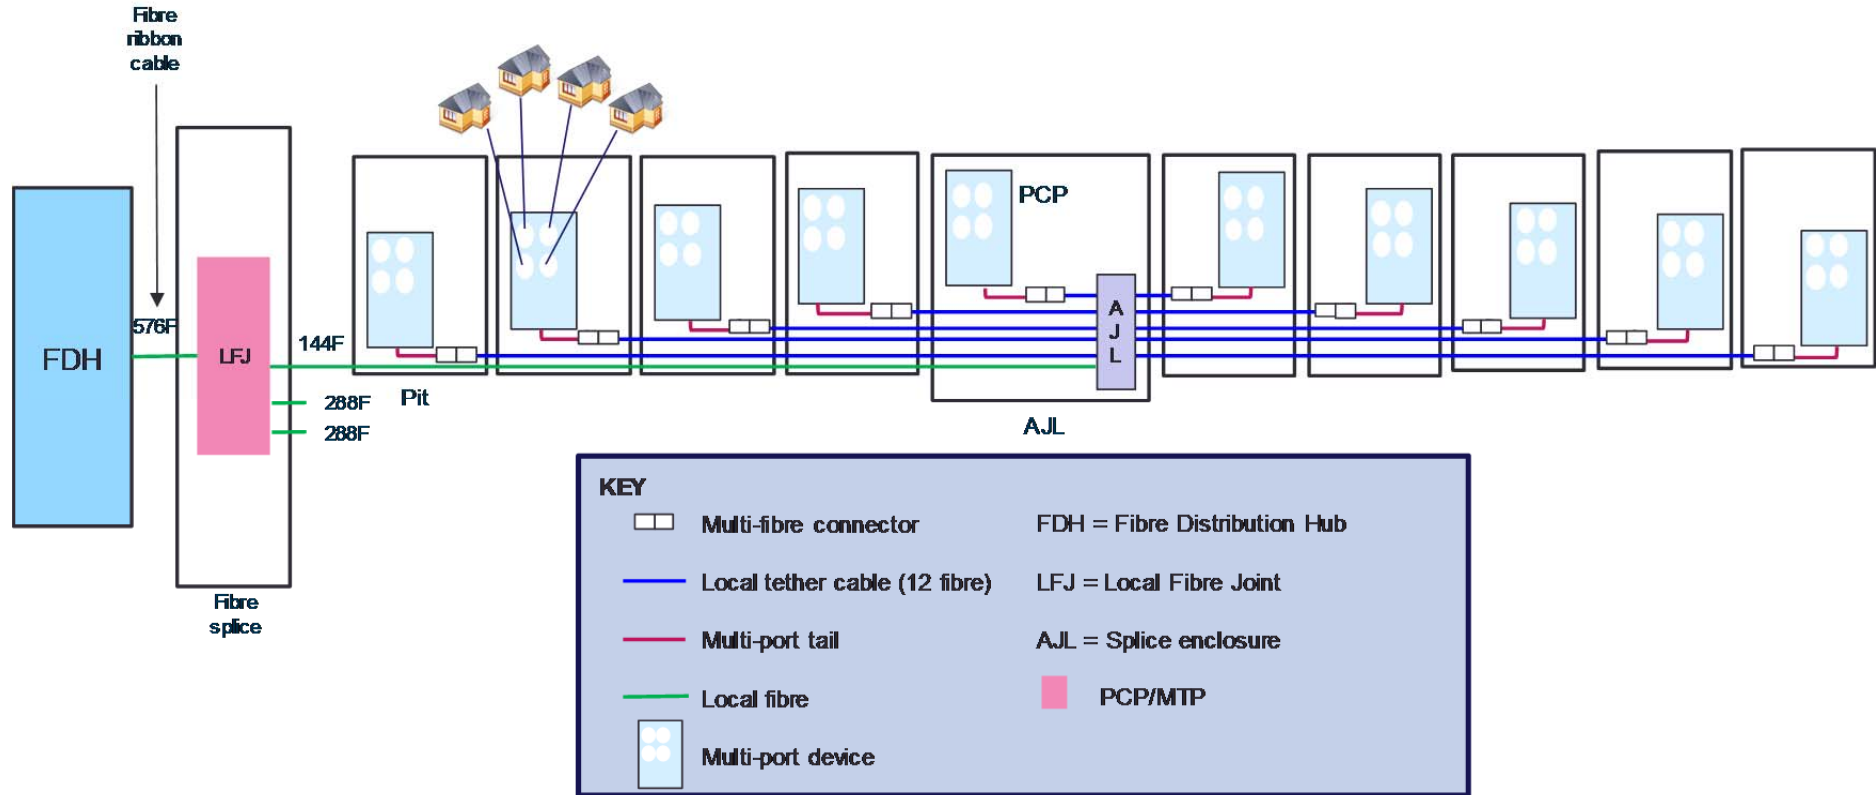 Fibre
ribbon
cable
PCP
576F
144F
FDH
LFJ
A
J
L
288F
288F
Pit
AJL
Fibre
splice
KEY
Multi-fibre connector
FDH = Fibre Distribution Hub
Local tether cable (12 fibre)
LFJ = Local Fibre Joint
Multi-port tail
AJL = Splice enclosure
Local fibre
PCP/MTP
Multi-port device